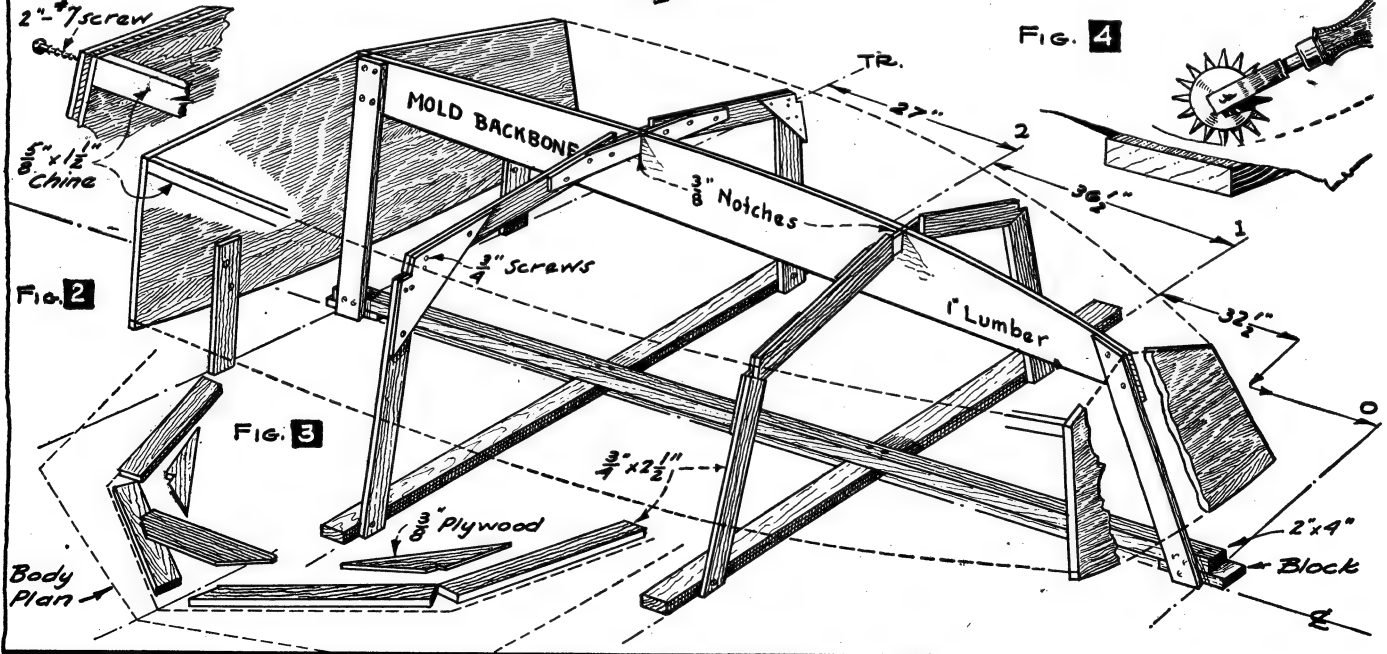 2"-#7 screw
5/8" x 1 1/2"
Chine
FIG. 2
MOLD BACKBONE
TR.
27"
2
FIG. 4
3/8" Notches
36 1/2"
1
3/4" Screws
1" Lumber
32 1/2"
0
FIG. 3
3/4" x 2 1/2"
3/8" Plywood
2" x 4"
Block
Body
Plan
℄